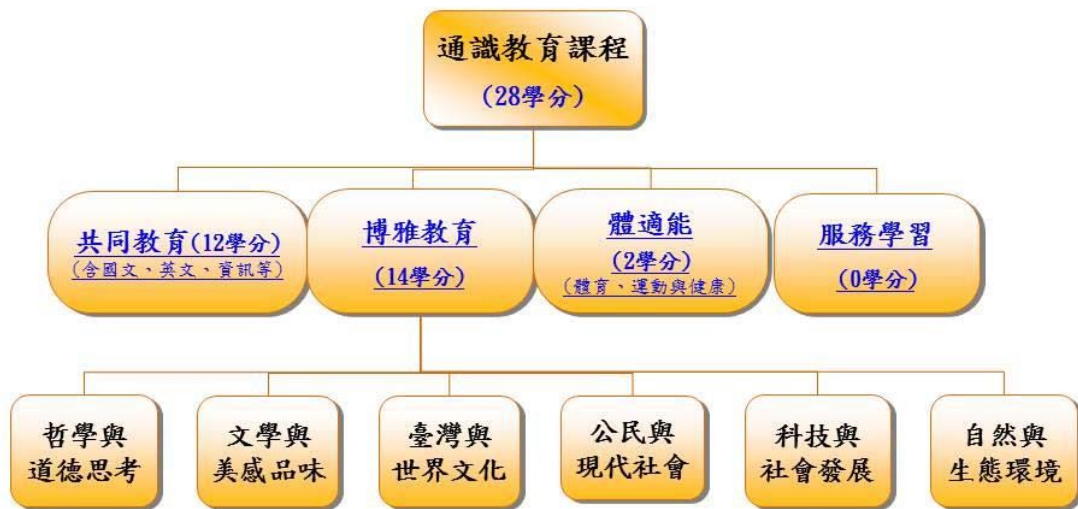 通識教育課程
(28學分)
共同教育(12學分)
(含國文、英文、資訊等)
博雅教育
(14學分)
體適能
(2學分)
(體育、運動與健康)
服務學習
(0學分)
哲學與
道德思考
文學與
美感品味
臺灣與
世界文化
公民與
現代社會
科技與
社會發展
自然與
生態環境